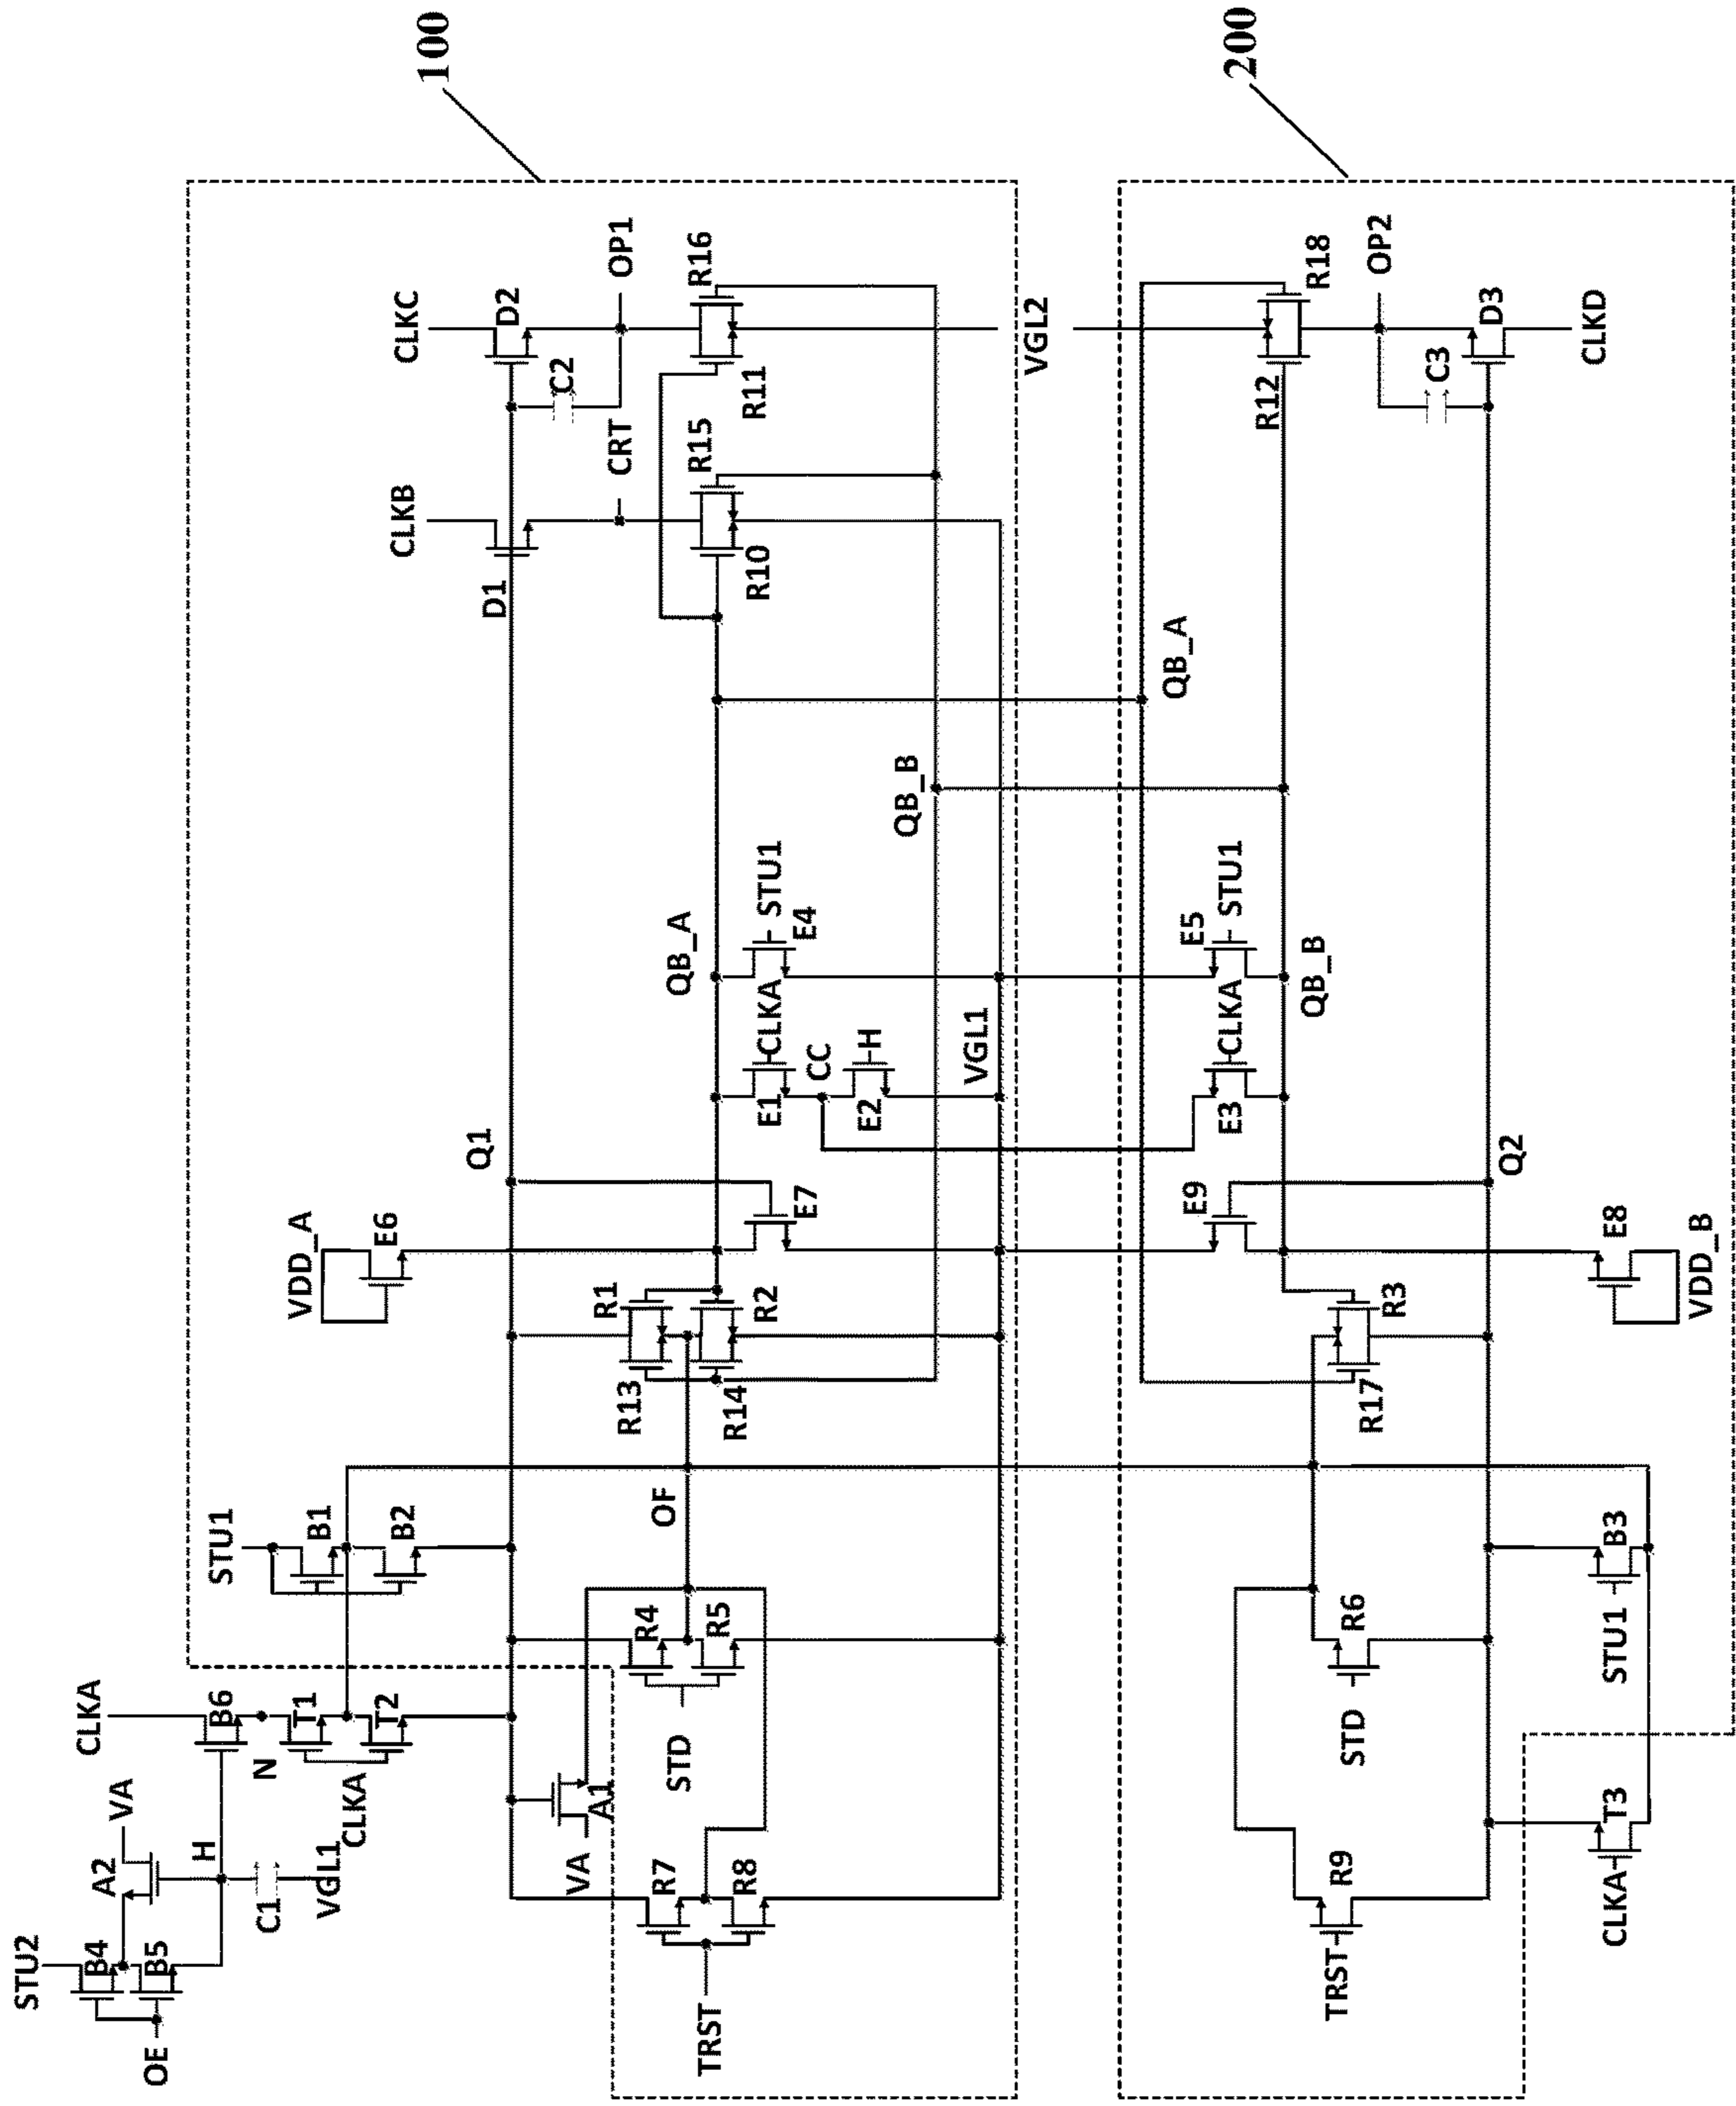 STU2
CLKA
B4
A2
VA
OE
B5
H
B6
STU1
C1
N
T1
VDD_A
B1
VGL1
CLKA
T2
E6
B2
CLKB
CLKC
100
Q1
D1
D2
C2
VA
A1
R1
CRT
OP1
R13
R7
R4
OF
STD
QB_A
R15
R16
TRST
R5
R14
R8
R2
E1
CLKA
STU1
R10
R11
E7
E4
CC
E2
H
QB_B
VGL1
VGL2
QB_A
E9
E5
R18
E3
CLKA
STU1
200
R12
QB_B
TRST
R9
STD
R6
R17
R3
OP2
C3
Q2
D3
CLKA
T3
STU1
B3
E8
CLKD
VDD_B